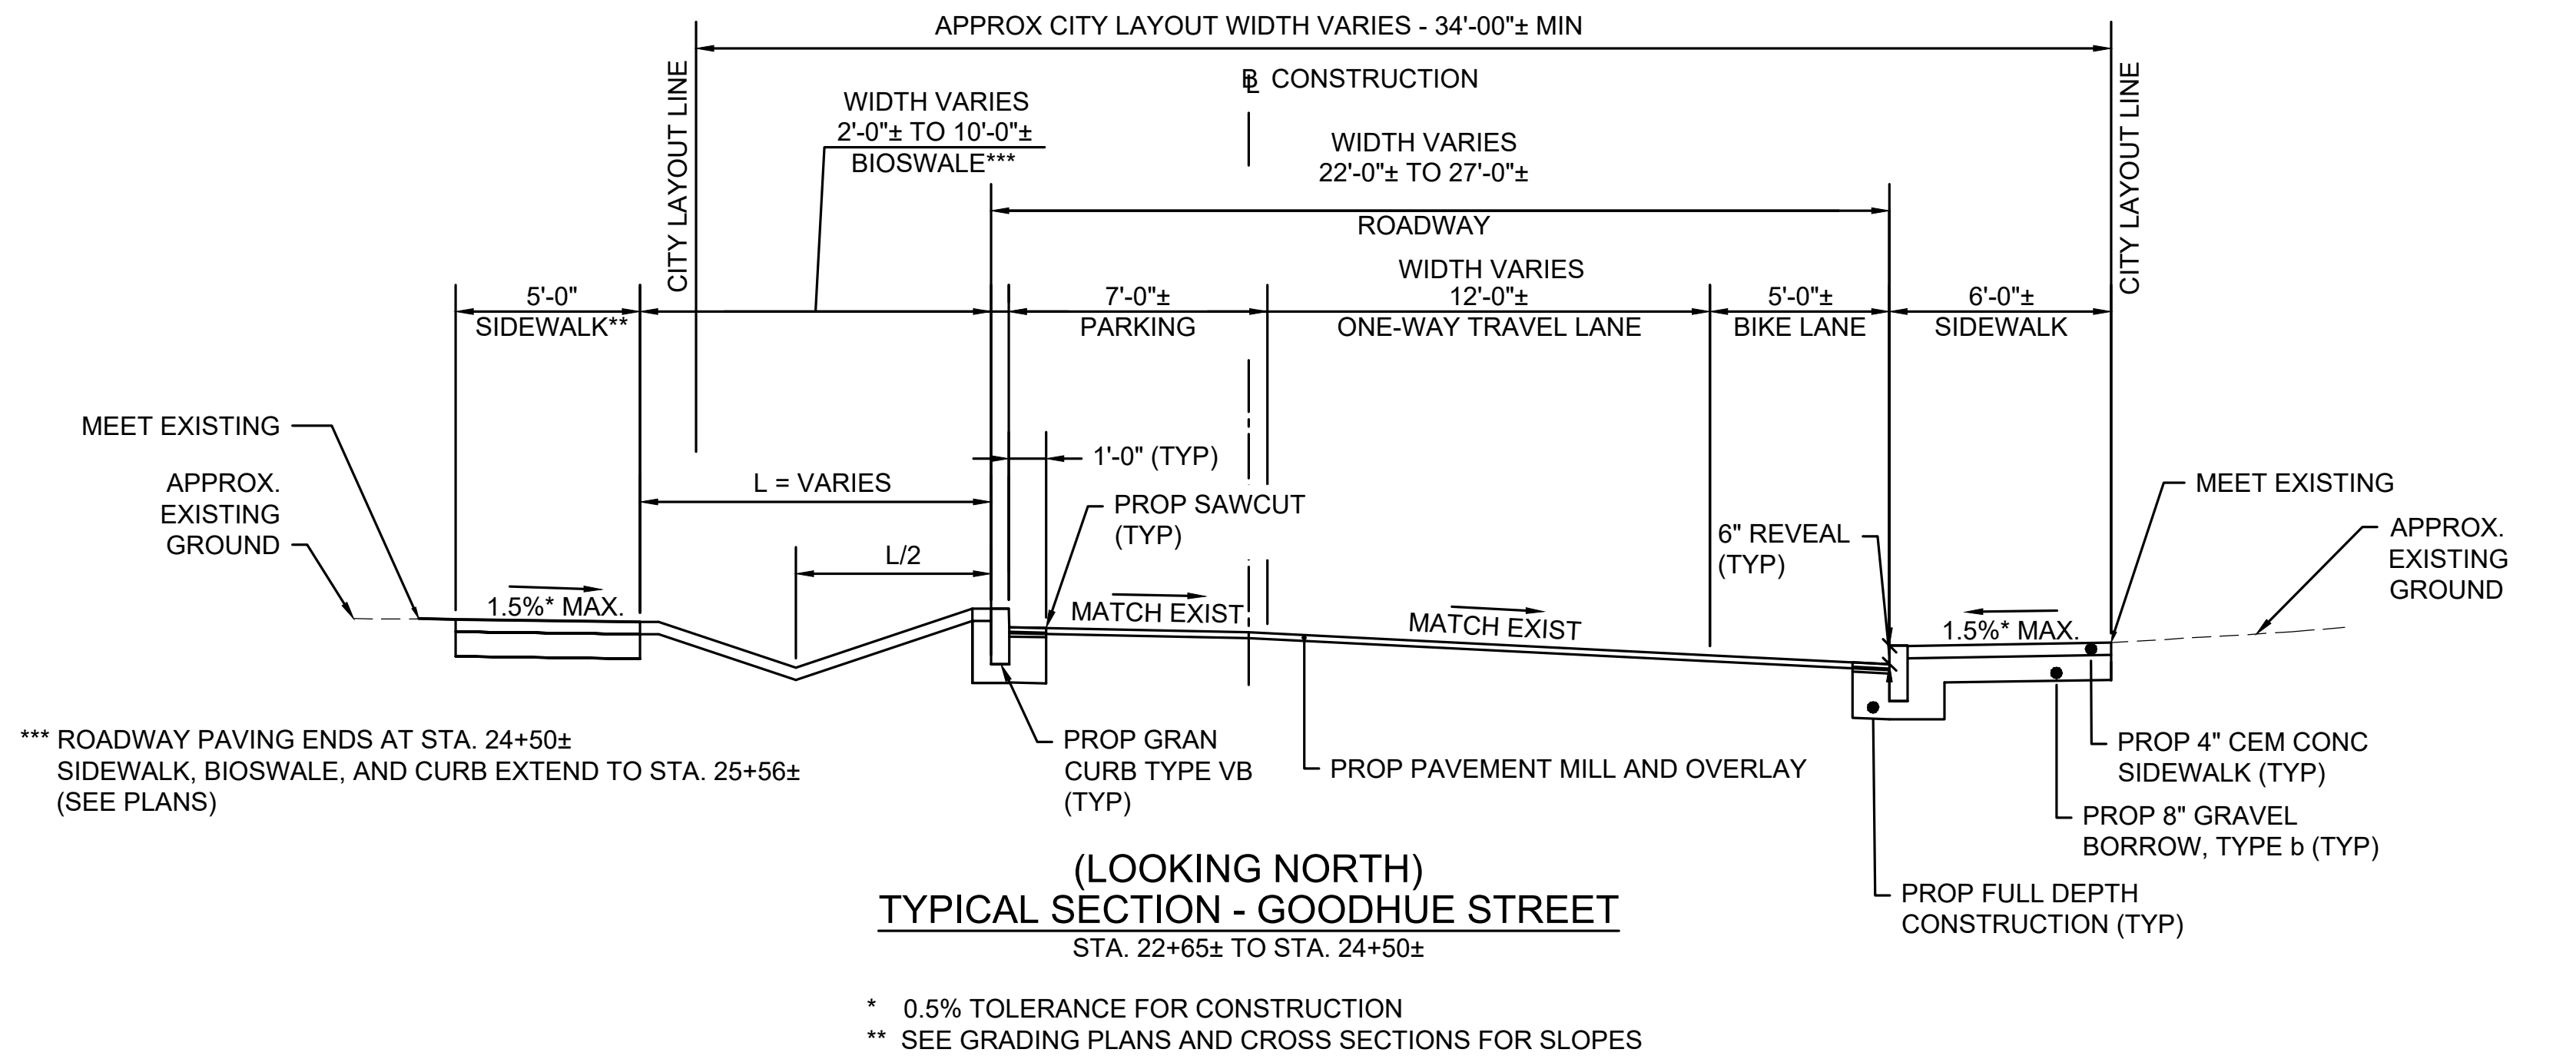 APPROX CITY LAYOUT WIDTH VARIES - 34'-00"± MIN
CITY LAYOUT LINE
BL CONSTRUCTION
CITY LAYOUT LINE
WIDTH VARIES
2'-0"± TO 10'-0"±
BIOSWALE***
WIDTH VARIES
22'-0"± TO 27'-0"±
ROADWAY
WIDTH VARIES
5'-0"
SIDEWALK**
7'-0"±
PARKING
12'-0"±
ONE-WAY TRAVEL LANE
5'-0"±
BIKE LANE
6'-0"±
SIDEWALK
MEET EXISTING
APPROX.
EXISTING
GROUND
L = VARIES
L/2
1'-0" (TYP)
PROP SAWCUT
(TYP)
6" REVEAL
(TYP)
MEET EXISTING
APPROX.
EXISTING
GROUND
1.5%* MAX.
MATCH EXIST
MATCH EXIST
1.5%* MAX.
*** ROADWAY PAVING ENDS AT STA. 24+50±
SIDEWALK, BIOSWALE, AND CURB EXTEND TO STA. 25+56±
(SEE PLANS)
PROP GRAN
CURB TYPE VB
(TYP)
PROP PAVEMENT MILL AND OVERLAY
PROP 4" CEM CONC
SIDEWALK (TYP)
PROP 8" GRAVEL
BORROW, TYPE b (TYP)
PROP FULL DEPTH
CONSTRUCTION (TYP)
(LOOKING NORTH)
TYPICAL SECTION - GOODHUE STREET
STA. 22+65± TO STA. 24+50±
* 0.5% TOLERANCE FOR CONSTRUCTION
** SEE GRADING PLANS AND CROSS SECTIONS FOR SLOPES